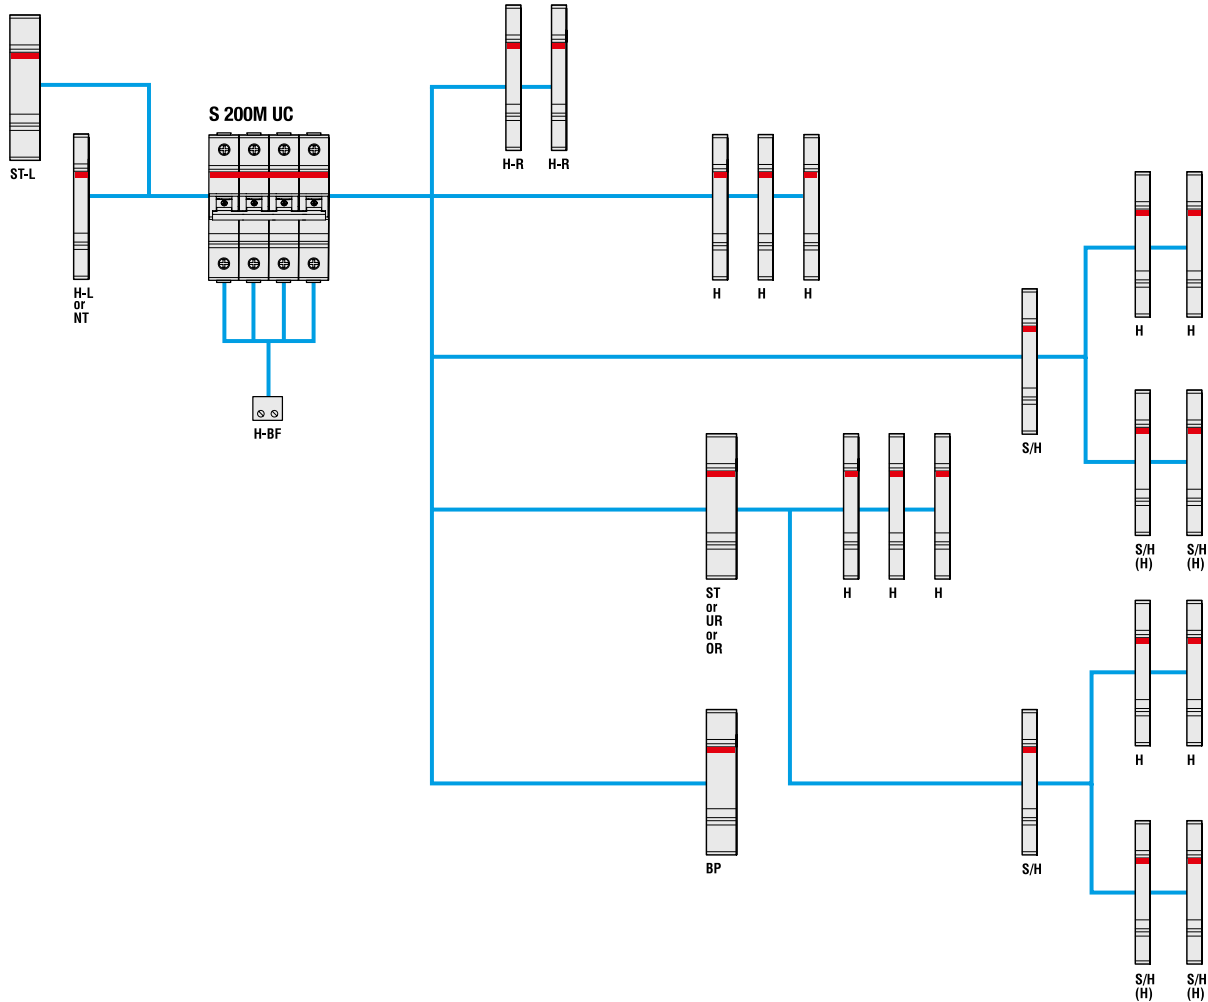 S 200M UC
ST-L
H-R
H-R
H-L
or
NT
H
H
H
H
H
H-BF
S/H
S/H
(H)
S/H
(H)
ST
or
UR
or
OR
H
H
H
H
H
BP
S/H
S/H
(H)
S/H
(H)